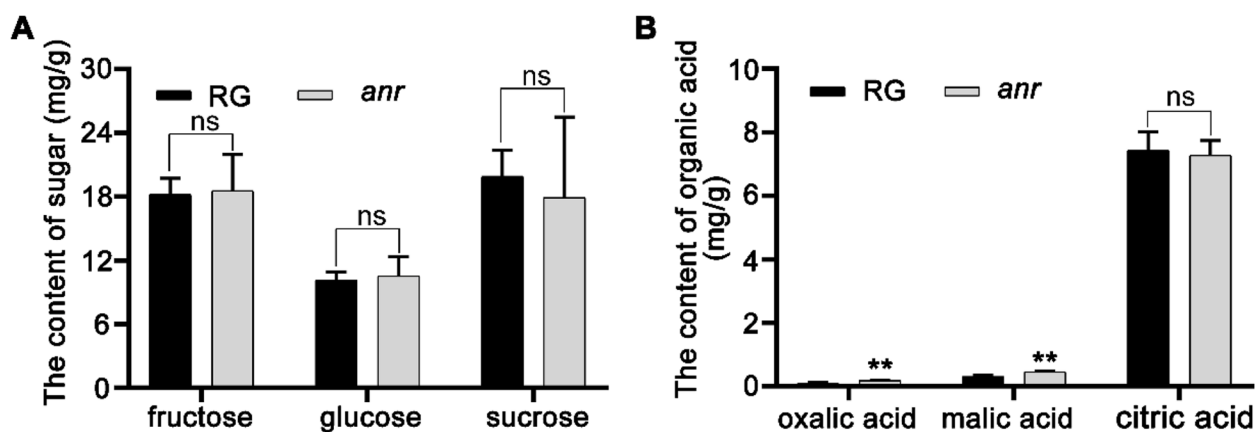 A
The content of sugar (mg/g)
30
24
18
12
6
0
RG
anr
ns
ns
ns
fructose
glucose
sucrose
B
The content of organic acid
(mg/g)
10
8
6
4
2
0
RG
anr
**
**
ns
oxalic acid
malic acid
citric acid